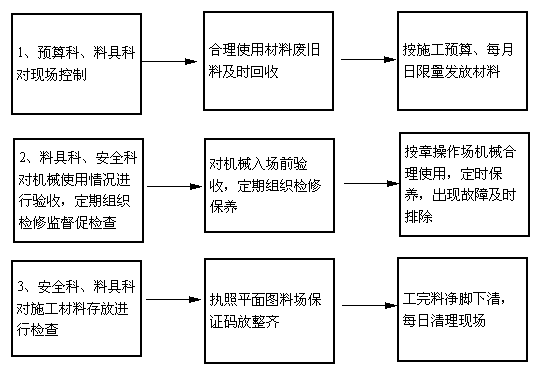 1、预算科、料具科
对现场控制
合理使用材料废旧
料及时回收
按施工预算、每月
日限量发放材料
2、料具科、安全科
对机械使用情况进
行验收，定期组织
检修监督促检查
对机械入场前验
收，定期组织检修
保养
按章操作场机械合
理使用，定时保
养，出现故障及时
排除
3、安全科、料具科
对施工材料存放进
行检查
执照平面图料场保
证码放整齐
工完料净脚下清，
每日清理现场